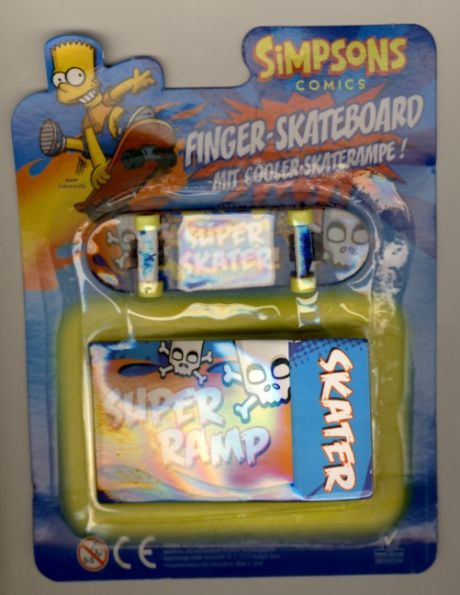 SiMPSONS
COMICS
FINGER-SKATEBOARD
MIT COOLER SKATERAMPE!
SUPER
SKATER
SUPER
RAMP
SKATER
CE